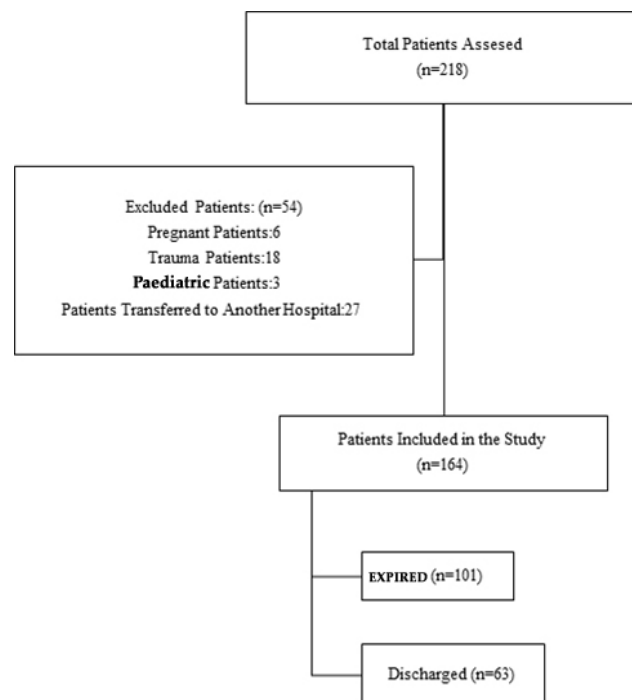 Total Patients Assesed
(n=218)
Excluded Patients: (n=54)
Pregnant Patients:6
Trauma Patients:18
Paediatric Patients:3
Patients Transferred to Another Hospital:27
Patients Included in the Study
(n=164)
EXPIRED (n=101)
Discharged (n=63)